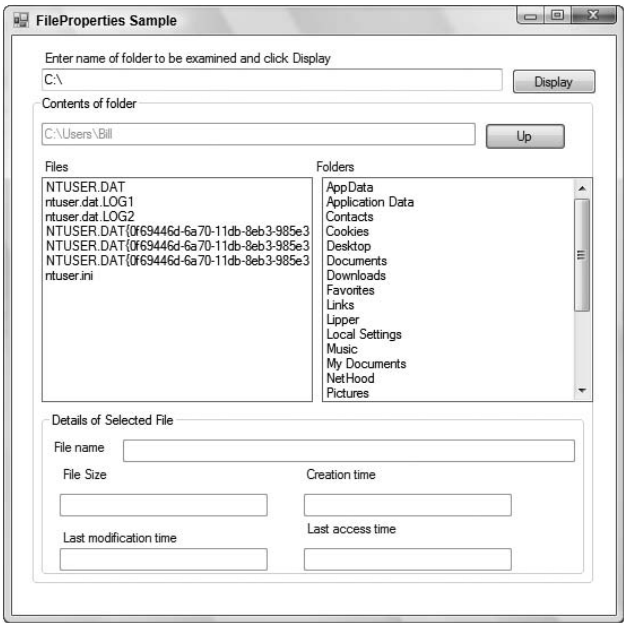 FileProperties Sample
Enter name of folder to be examined and click Display
C:\
Display
Contents of folder
C:\Users\Bill
Up
Files
NTUSER.DAT
ntuser.dat.LOG1
ntuser.dat.LOG2
NTUSER.DAT{0f69446d-6a70-11db-8eb3-985e3
NTUSER.DAT{0f69446d-6a70-11db-8eb3-985e3
NTUSER.DAT{0f69446d-6a70-11db-8eb3-985e3
ntuser.ini
Folders
AppData
Application Data
Contacts
Cookies
Desktop
Documents
Downloads
Favorites
Links
Lipper
Local Settings
Music
My Documents
NetHood
Pictures
Details of Selected File
File name
File Size
Creation time
Last modification time
Last access time